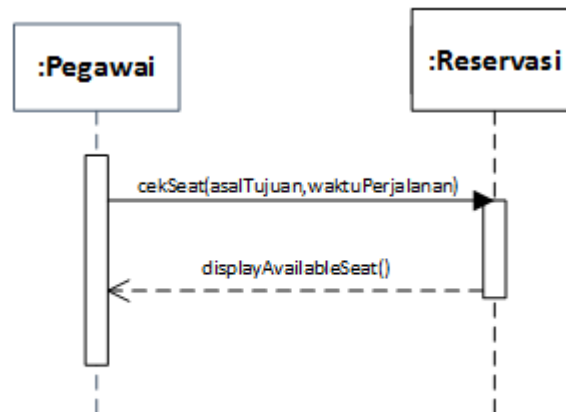 :Pegawai
:Reservasi
cekSeat(asalTujuan,waktuPerjalanan)
displayAvailableSeat()